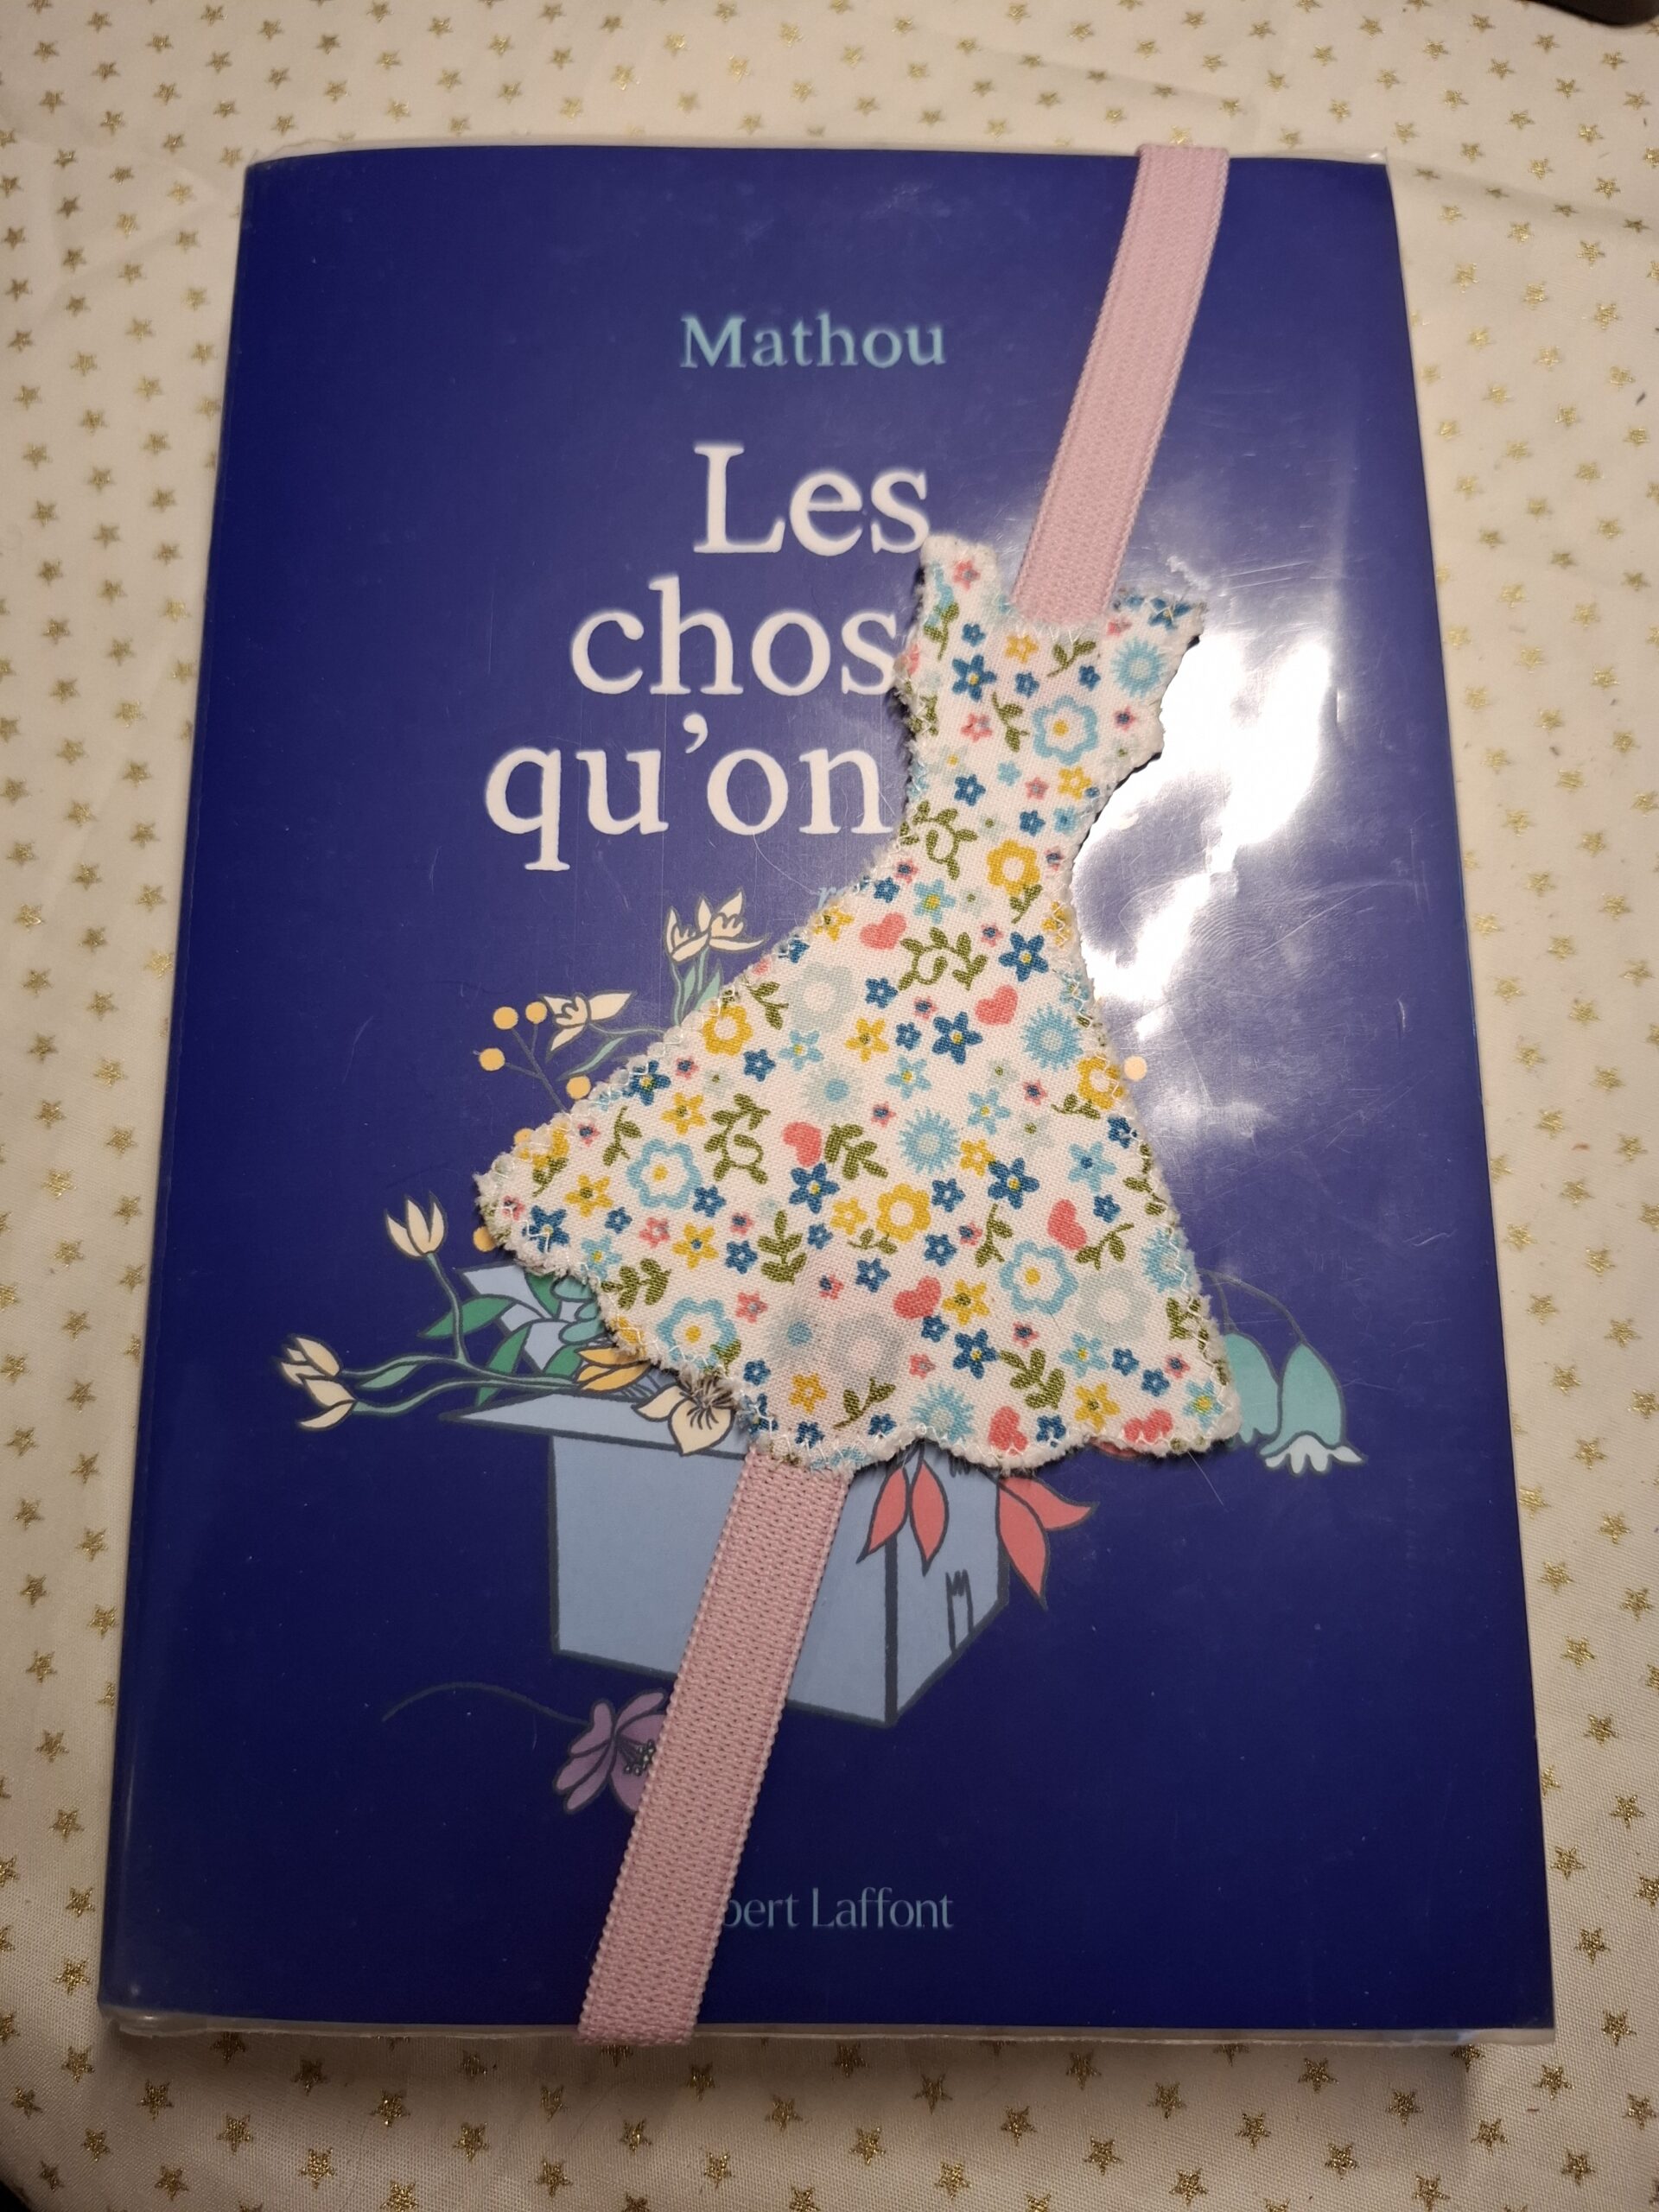 Mathou
Les
chos
qu'on
bert Laffont